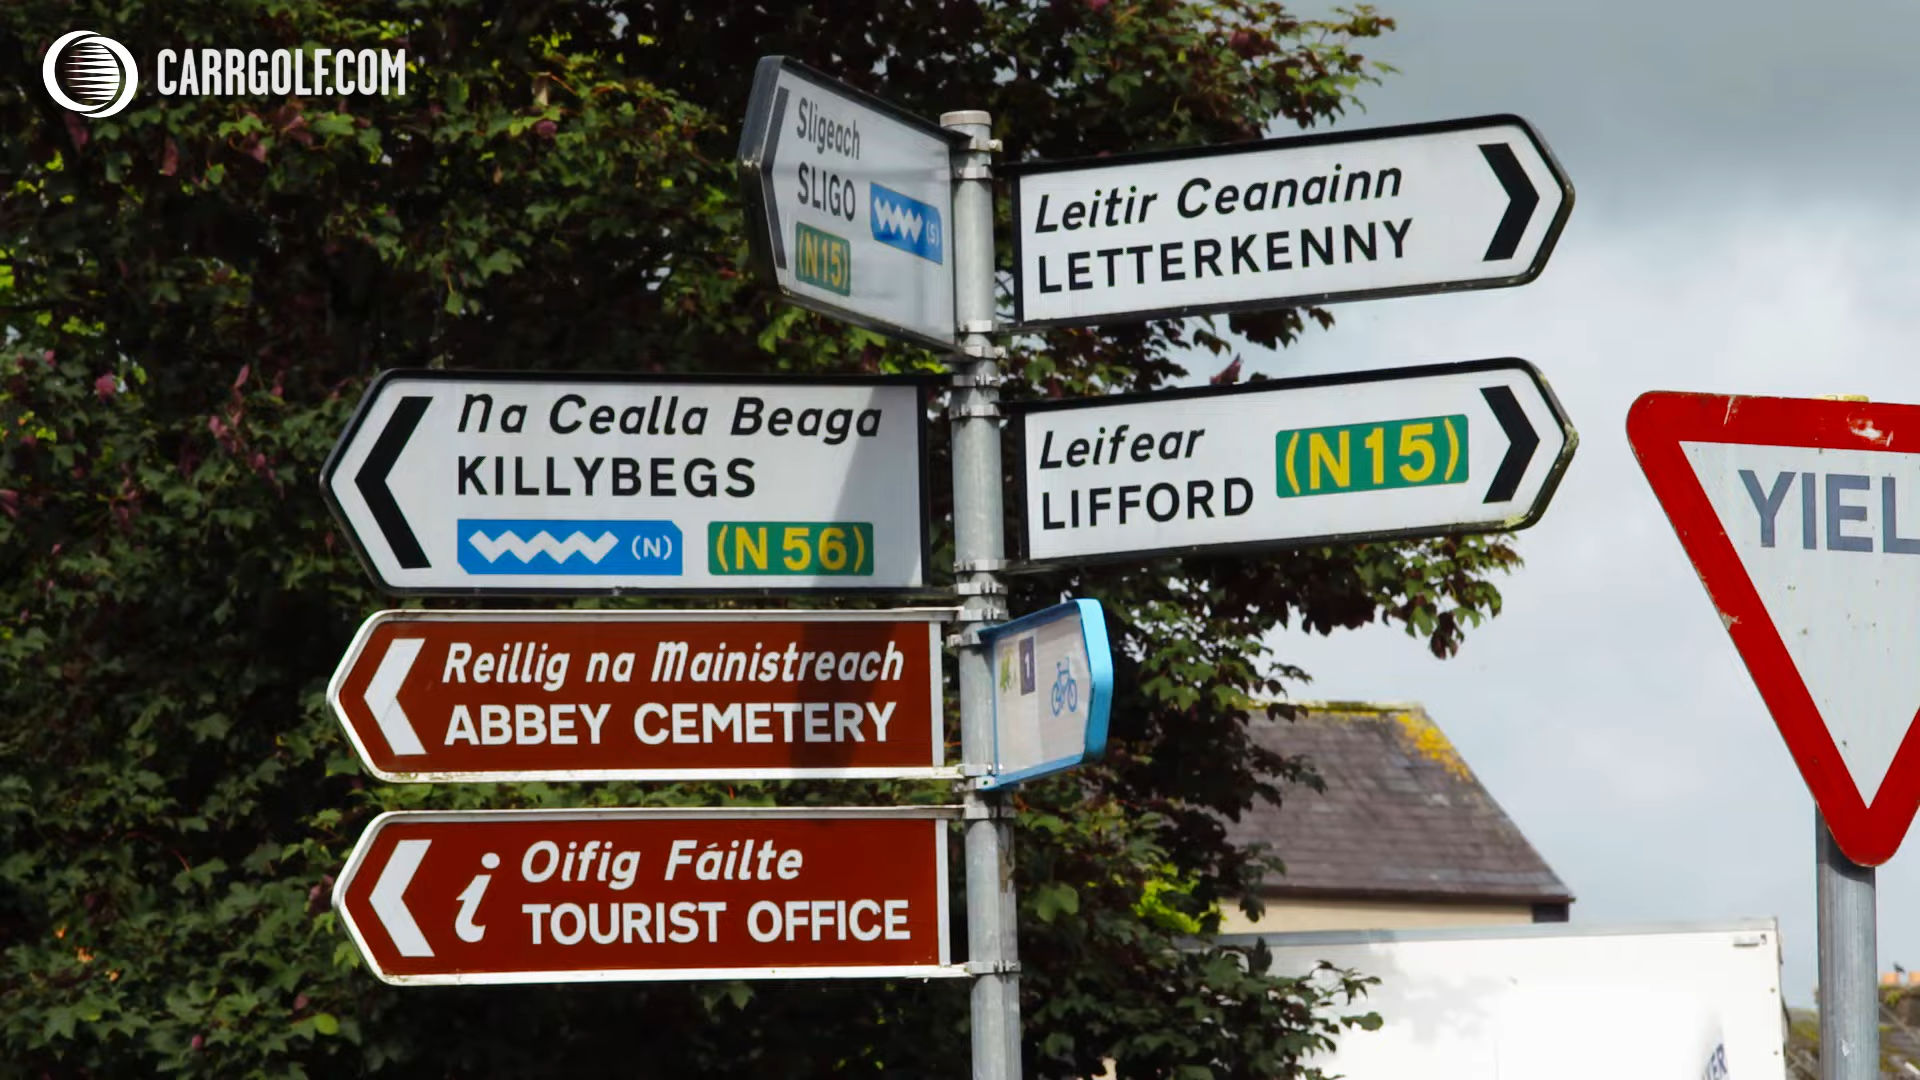 CARRGOLF.COM
Sligeach
SLIGO
(S)
(N15)
Leitir Ceanainn
LETTERKENNY
Na Cealla Beaga
KILLYBEGS
(N) (N56)
Leifear
LIFFORD (N15)
Reillig na Mainistreach
ABBEY CEMETERY
1
i Oifig Fáilte
TOURIST OFFICE
YIEL